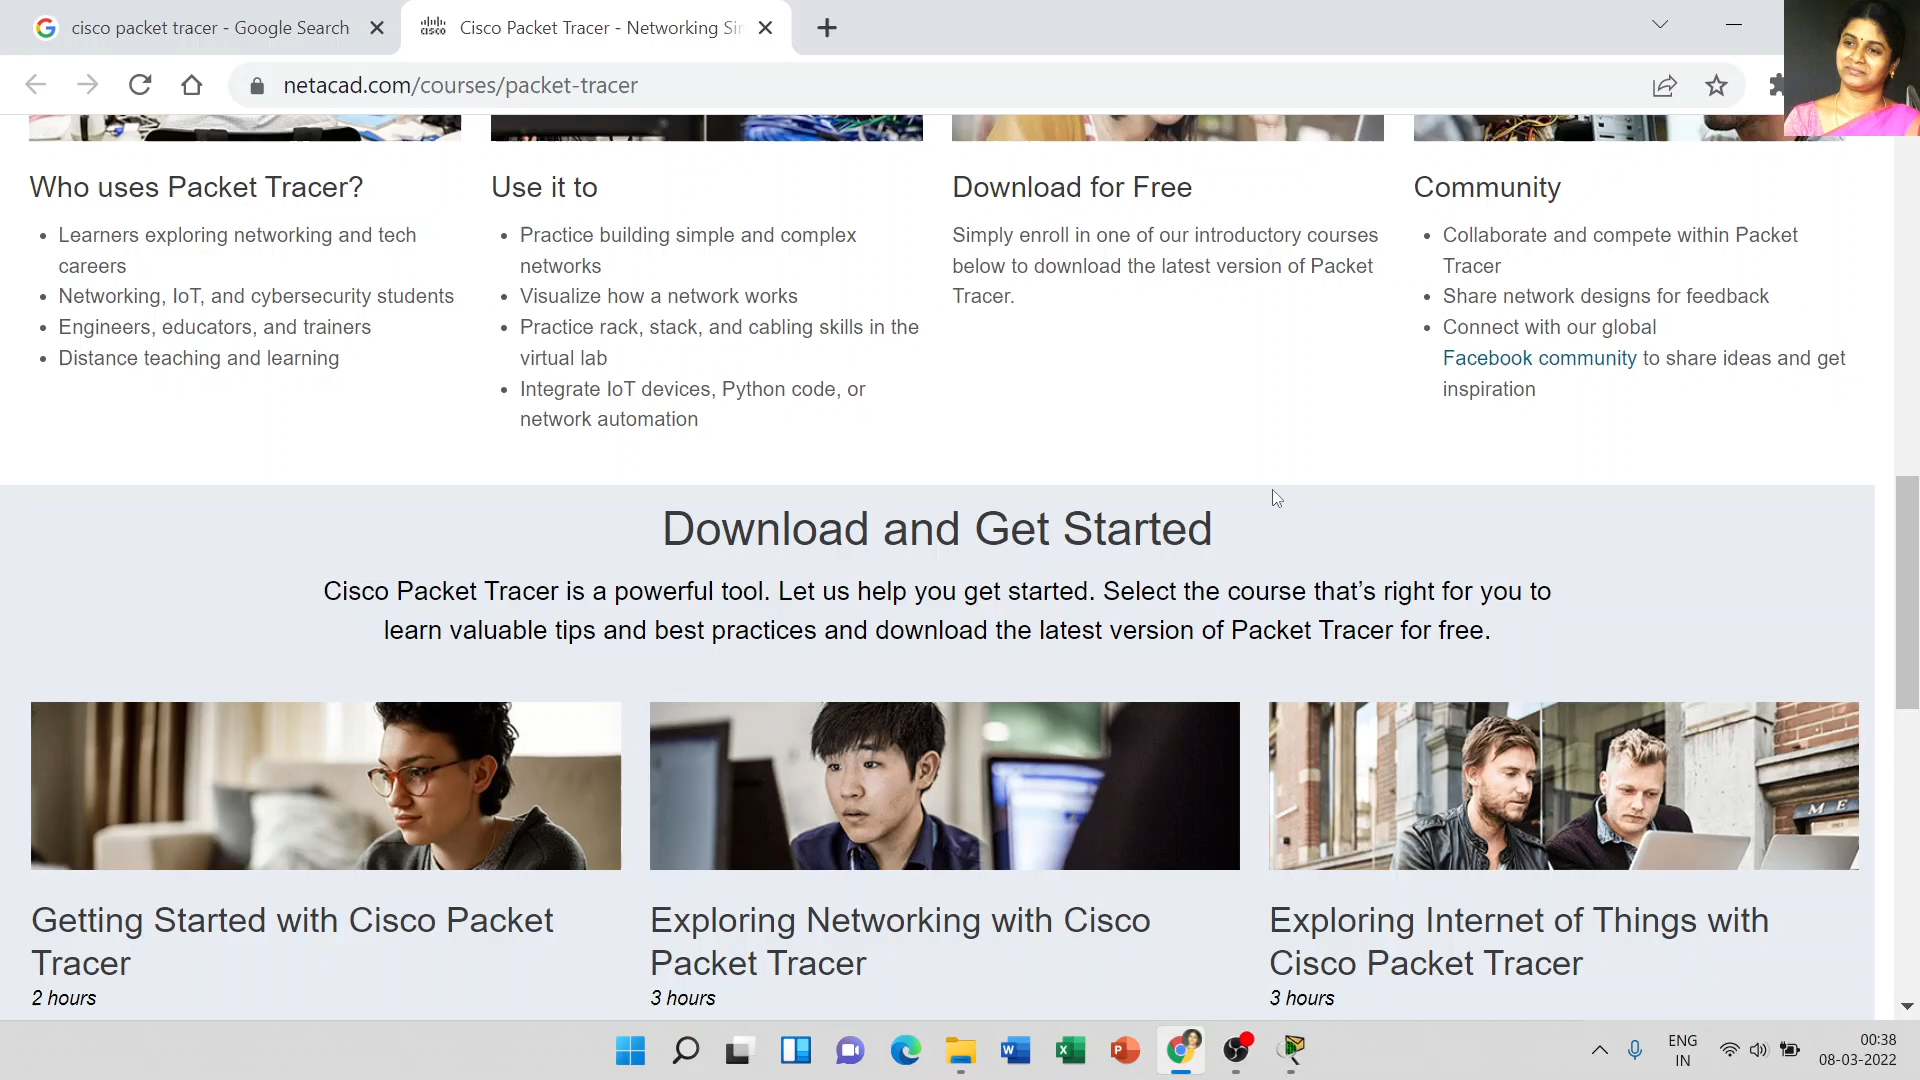 cisco packet tracer - Google Search
Cisco Packet Tracer - Networking Sir
netacad.com/courses/packet-tracer
Who uses Packet Tracer?
• Learners exploring networking and tech
careers
• Networking, IoT, and cybersecurity students
• Engineers, educators, and trainers
• Distance teaching and learning
Use it to
• Practice building simple and complex
networks
• Visualize how a network works
• Practice rack, stack, and cabling skills in the
virtual lab
• Integrate IoT devices, Python code, or
network automation
Download for Free
Simply enroll in one of our introductory courses
below to download the latest version of Packet
Tracer.
Community
• Collaborate and compete within Packet
Tracer
• Share network designs for feedback
• Connect with our global
Facebook community to share ideas and get
inspiration
Download and Get Started
Cisco Packet Tracer is a powerful tool. Let us help you get started. Select the course that’s right for you to
learn valuable tips and best practices and download the latest version of Packet Tracer for free.
M E
Getting Started with Cisco Packet
Tracer
2 hours
Exploring Networking with Cisco
Packet Tracer
3 hours
Exploring Internet of Things with
Cisco Packet Tracer
3 hours
ENG
IN
00:38
08-03-2022